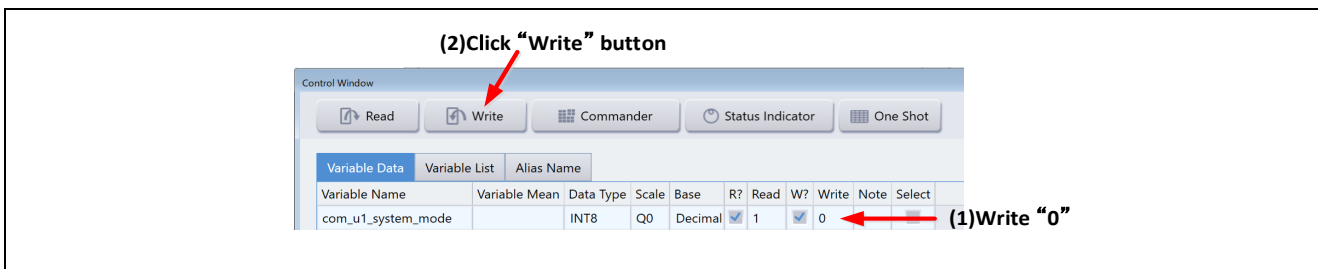 (2)Click “Write” button
Control Window
Read Write Commander Status Indicator One Shot
Variable Data Variable List Alias Name
Variable Name Variable Mean Data Type Scale Base R? Read W? Write Note Select
com_u1_system_mode INT8 Q0 Decimal 1 0
(1)Write “0”